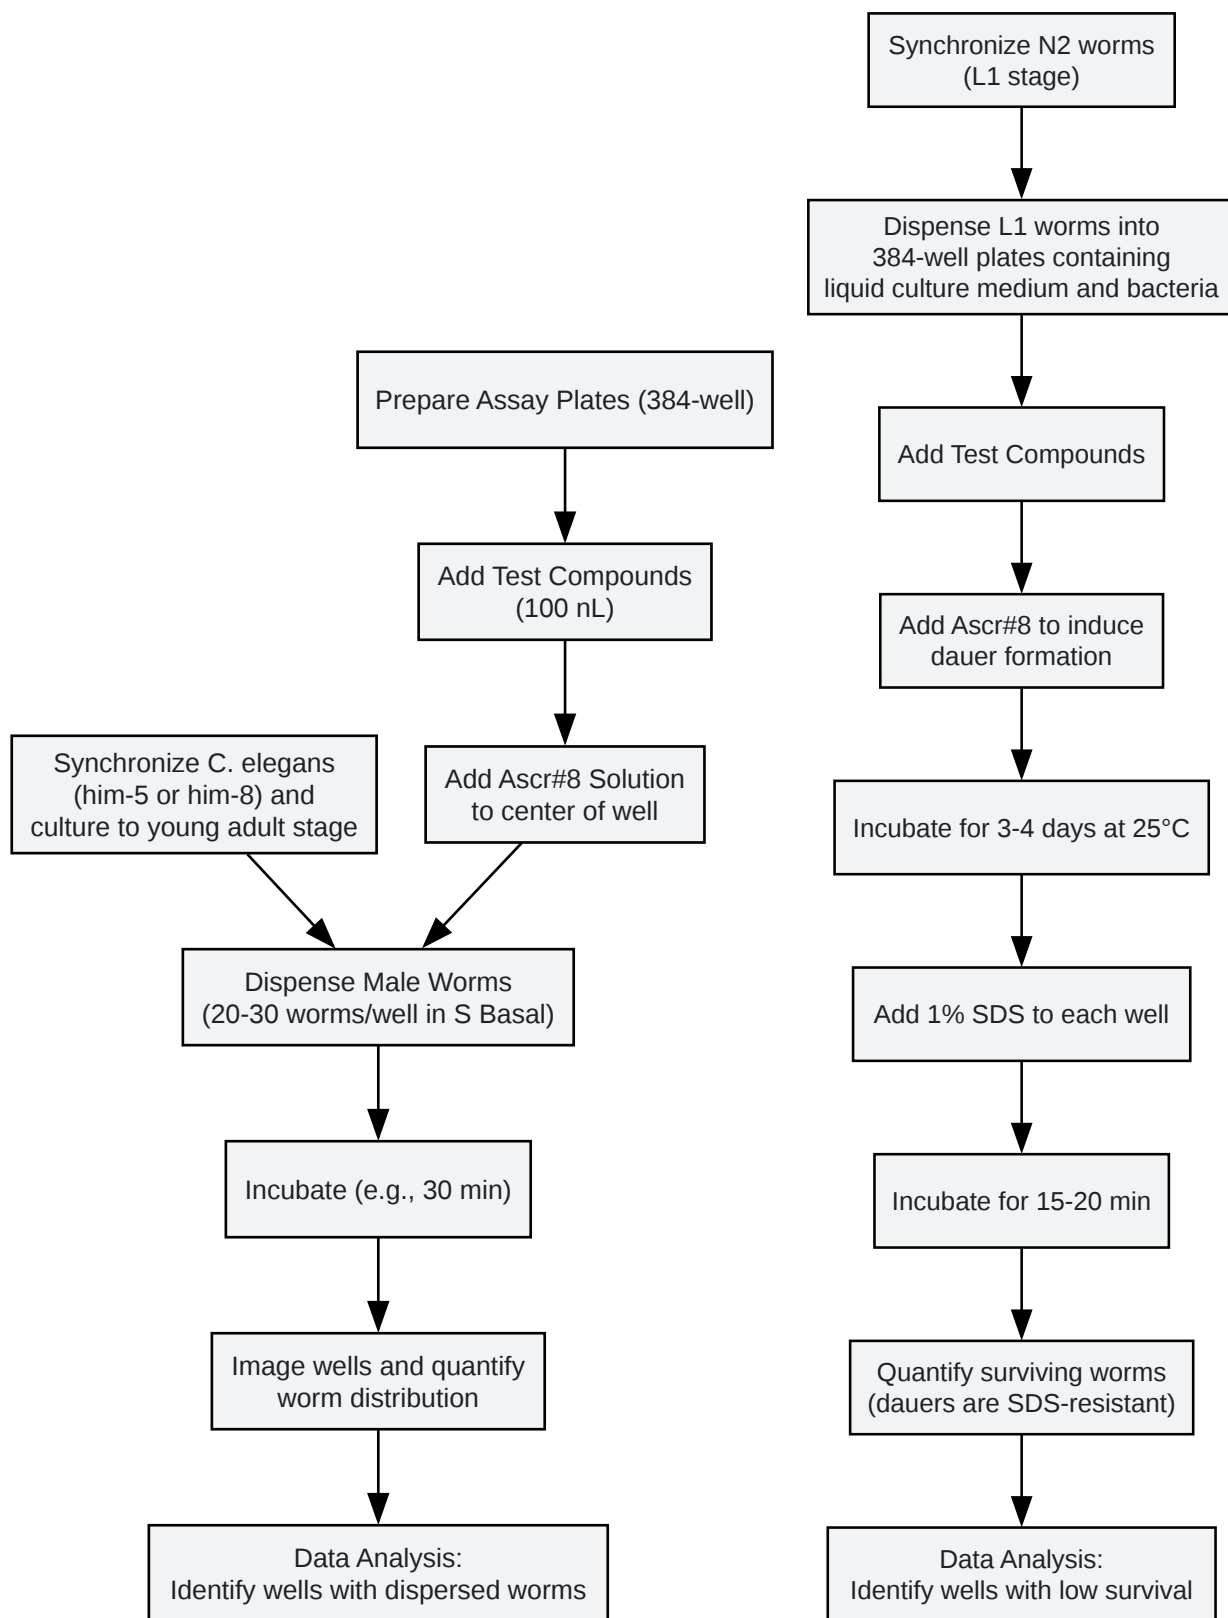 Prepare Assay Plates (384-well)
Add Test Compounds
(100 nL)
Synchronize C. elegans
(him-5 or him-8) and
culture to young adult stage
Add Ascr#8 Solution
to center of well
Dispense Male Worms
(20-30 worms/well in S Basal)
Incubate (e.g., 30 min)
Image wells and quantify
worm distribution
Data Analysis:
Identify wells with dispersed worms
Synchronize N2 worms
(L1 stage)
Dispense L1 worms into
384-well plates containing
liquid culture medium and bacteria
Add Test Compounds
Add Ascr#8 to induce
dauer formation
Incubate for 3-4 days at 25°C
Add 1% SDS to each well
Incubate for 15-20 min
Quantify surviving worms
(dauers are SDS-resistant)
Data Analysis:
Identify wells with low survival